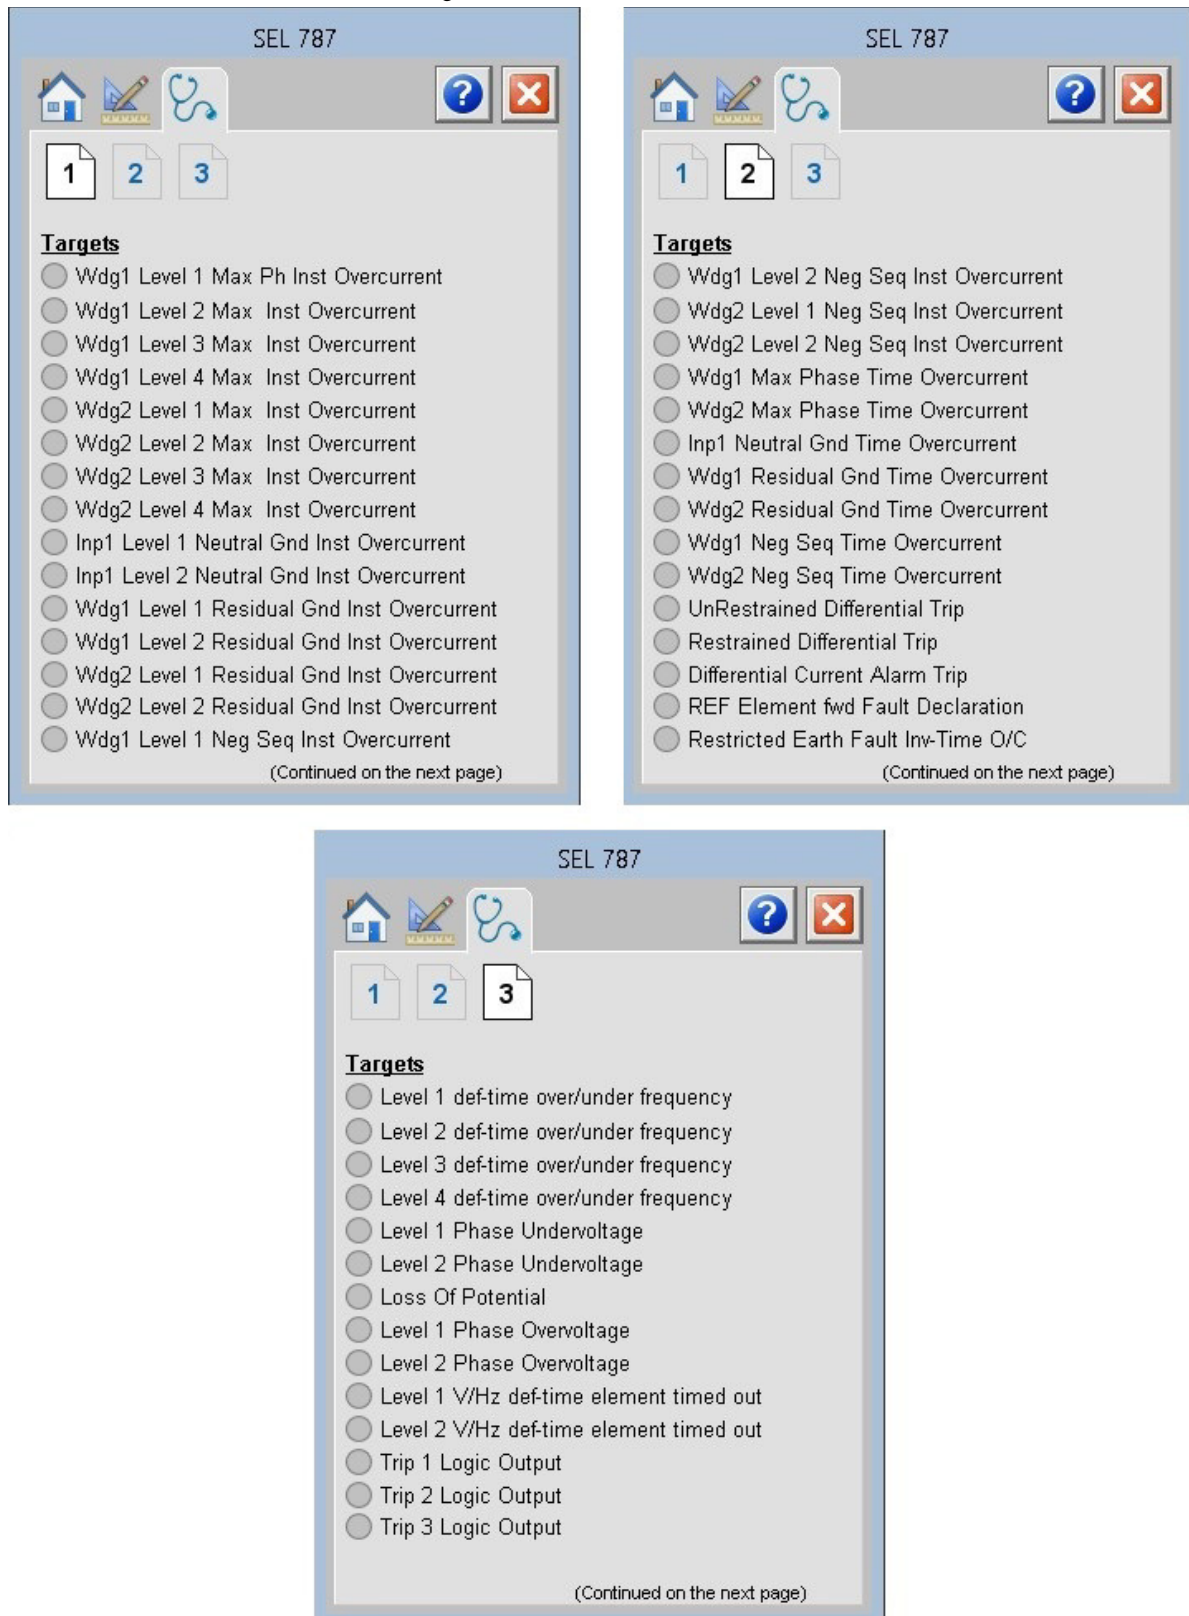 SEL 787
?
1 2 3
Targets
Wdg1 Level 1 Max Ph Inst Overcurrent
Wdg1 Level 2 Max Inst Overcurrent
Wdg1 Level 3 Max Inst Overcurrent
Wdg1 Level 4 Max Inst Overcurrent
Wdg2 Level 1 Max Inst Overcurrent
Wdg2 Level 2 Max Inst Overcurrent
Wdg2 Level 3 Max Inst Overcurrent
Wdg2 Level 4 Max Inst Overcurrent
Inp1 Level 1 Neutral Gnd Inst Overcurrent
Inp1 Level 2 Neutral Gnd Inst Overcurrent
Wdg1 Level 1 Residual Gnd Inst Overcurrent
Wdg1 Level 2 Residual Gnd Inst Overcurrent
Wdg2 Level 1 Residual Gnd Inst Overcurrent
Wdg2 Level 2 Residual Gnd Inst Overcurrent
Wdg1 Level 1 Neg Seq Inst Overcurrent
(Continued on the next page)
SEL 787
?
1 2 3
Targets
Wdg1 Level 2 Neg Seq Inst Overcurrent
Wdg2 Level 1 Neg Seq Inst Overcurrent
Wdg2 Level 2 Neg Seq Inst Overcurrent
Wdg1 Max Phase Time Overcurrent
Wdg2 Max Phase Time Overcurrent
Inp1 Neutral Gnd Time Overcurrent
Wdg1 Residual Gnd Time Overcurrent
Wdg2 Residual Gnd Time Overcurrent
Wdg1 Neg Seq Time Overcurrent
Wdg2 Neg Seq Time Overcurrent
UnRestrained Differential Trip
Restrained Differential Trip
Differential Current Alarm Trip
REF Element fwd Fault Declaration
Restricted Earth Fault Inv-Time O/C
(Continued on the next page)
SEL 787
?
1 2 3
Targets
Level 1 def-time over/under frequency
Level 2 def-time over/under frequency
Level 3 def-time over/under frequency
Level 4 def-time over/under frequency
Level 1 Phase Undervoltage
Level 2 Phase Undervoltage
Loss Of Potential
Level 1 Phase Overvoltage
Level 2 Phase Overvoltage
Level 1 V/Hz def-time element timed out
Level 2 V/Hz def-time element timed out
Trip 1 Logic Output
Trip 2 Logic Output
Trip 3 Logic Output
(Continued on the next page)